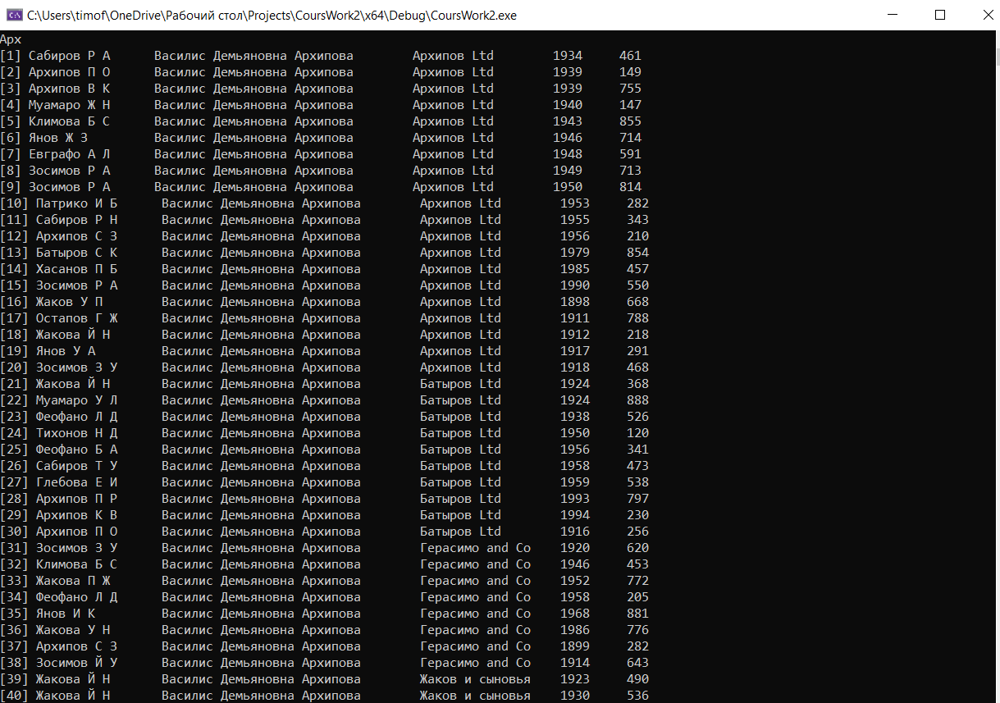 C:\Users\timof\OneDrive\Рабочий стол\Projects\CoursWork2\x64\Debug\CoursWork2.exe
Арх
[1] Сабиров Р А Василис Демьяновна Архипова Архипов Ltd 1934 461
[2] Архипов П О Василис Демьяновна Архипова Архипов Ltd 1939 149
[3] Архипов В К Василис Демьяновна Архипова Архипов Ltd 1939 755
[4] Муамаро Ж Н Василис Демьяновна Архипова Архипов Ltd 1940 147
[5] Климова Б С Василис Демьяновна Архипова Архипов Ltd 1943 855
[6] Янов Ж З Василис Демьяновна Архипова Архипов Ltd 1946 714
[7] Евграфо А Л Василис Демьяновна Архипова Архипов Ltd 1948 591
[8] Зосимов Р А Василис Демьяновна Архипова Архипов Ltd 1949 713
[9] Зосимов Р А Василис Демьяновна Архипова Архипов Ltd 1950 814
[10] Патрико И Б Василис Демьяновна Архипова Архипов Ltd 1953 282
[11] Сабиров Р Н Василис Демьяновна Архипова Архипов Ltd 1955 343
[12] Архипов С З Василис Демьяновна Архипова Архипов Ltd 1956 210
[13] Батыров С К Василис Демьяновна Архипова Архипов Ltd 1979 854
[14] Хасанов П Б Василис Демьяновна Архипова Архипов Ltd 1985 457
[15] Зосимов Р А Василис Демьяновна Архипова Архипов Ltd 1990 550
[16] Жаков У П Василис Демьяновна Архипова Архипов Ltd 1898 668
[17] Остапов Г Ж Василис Демьяновна Архипова Архипов Ltd 1911 788
[18] Жакова Й Н Василис Демьяновна Архипова Архипов Ltd 1912 218
[19] Янов У А Василис Демьяновна Архипова Архипов Ltd 1917 291
[20] Зосимов З У Василис Демьяновна Архипова Архипов Ltd 1918 468
[21] Жакова Й Н Василис Демьяновна Архипова Батыров Ltd 1924 368
[22] Муамаро У Л Василис Демьяновна Архипова Батыров Ltd 1924 888
[23] Феофано Л Д Василис Демьяновна Архипова Батыров Ltd 1938 526
[24] Тихонов Н Д Василис Демьяновна Архипова Батыров Ltd 1950 120
[25] Феофано Б А Василис Демьяновна Архипова Батыров Ltd 1956 341
[26] Сабиров Т У Василис Демьяновна Архипова Батыров Ltd 1958 473
[27] Глебова Е И Василис Демьяновна Архипова Батыров Ltd 1959 538
[28] Архипов П Р Василис Демьяновна Архипова Батыров Ltd 1993 797
[29] Архипов К В Василис Демьяновна Архипова Батыров Ltd 1994 230
[30] Архипов П О Василис Демьяновна Архипова Батыров Ltd 1916 256
[31] Зосимов З У Василис Демьяновна Архипова Герасимо and Co 1920 620
[32] Климова Б С Василис Демьяновна Архипова Герасимо and Co 1946 453
[33] Жакова П Ж Василис Демьяновна Архипова Герасимо and Co 1952 772
[34] Феофано Л Д Василис Демьяновна Архипова Герасимо and Co 1958 205
[35] Янов И К Василис Демьяновна Архипова Герасимо and Co 1968 881
[36] Жакова У Н Василис Демьяновна Архипова Герасимо and Co 1986 776
[37] Архипов С З Василис Демьяновна Архипова Герасимо and Co 1899 282
[38] Зосимов Й У Василис Демьяновна Архипова Герасимо and Co 1914 643
[39] Жакова Й Н Василис Демьяновна Архипова Жаков и сыновья 1923 490
[40] Жакова Й Н Василис Демьяновна Архипова Жаков и сыновья 1930 536